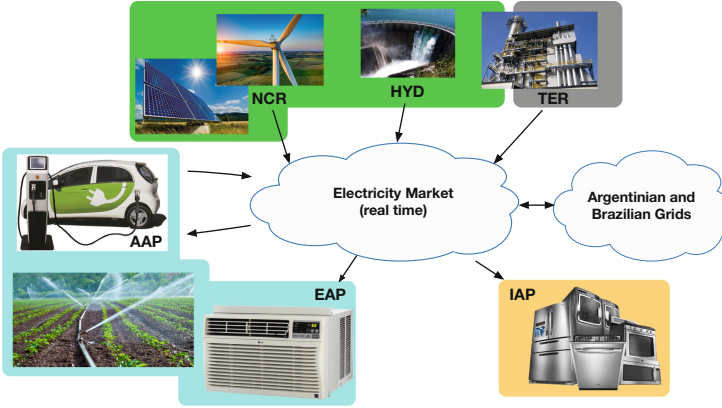 NCR
HYD
TER
Electricity Market
(real time)
Argentinian and
Brazilian Grids
AAP
EAP
IAP